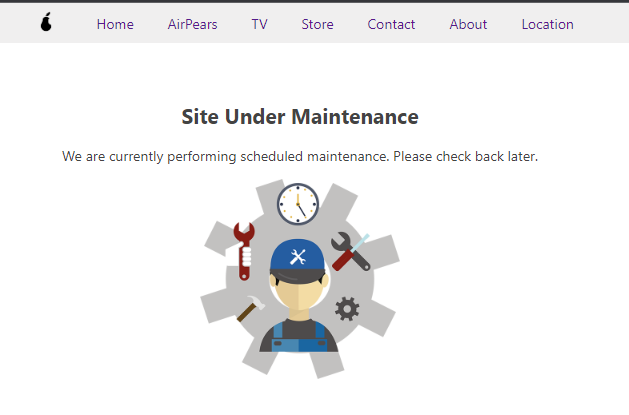 Home AirPears TV Store Contact About Location
Site Under Maintenance
We are currently performing scheduled maintenance. Please check back later.